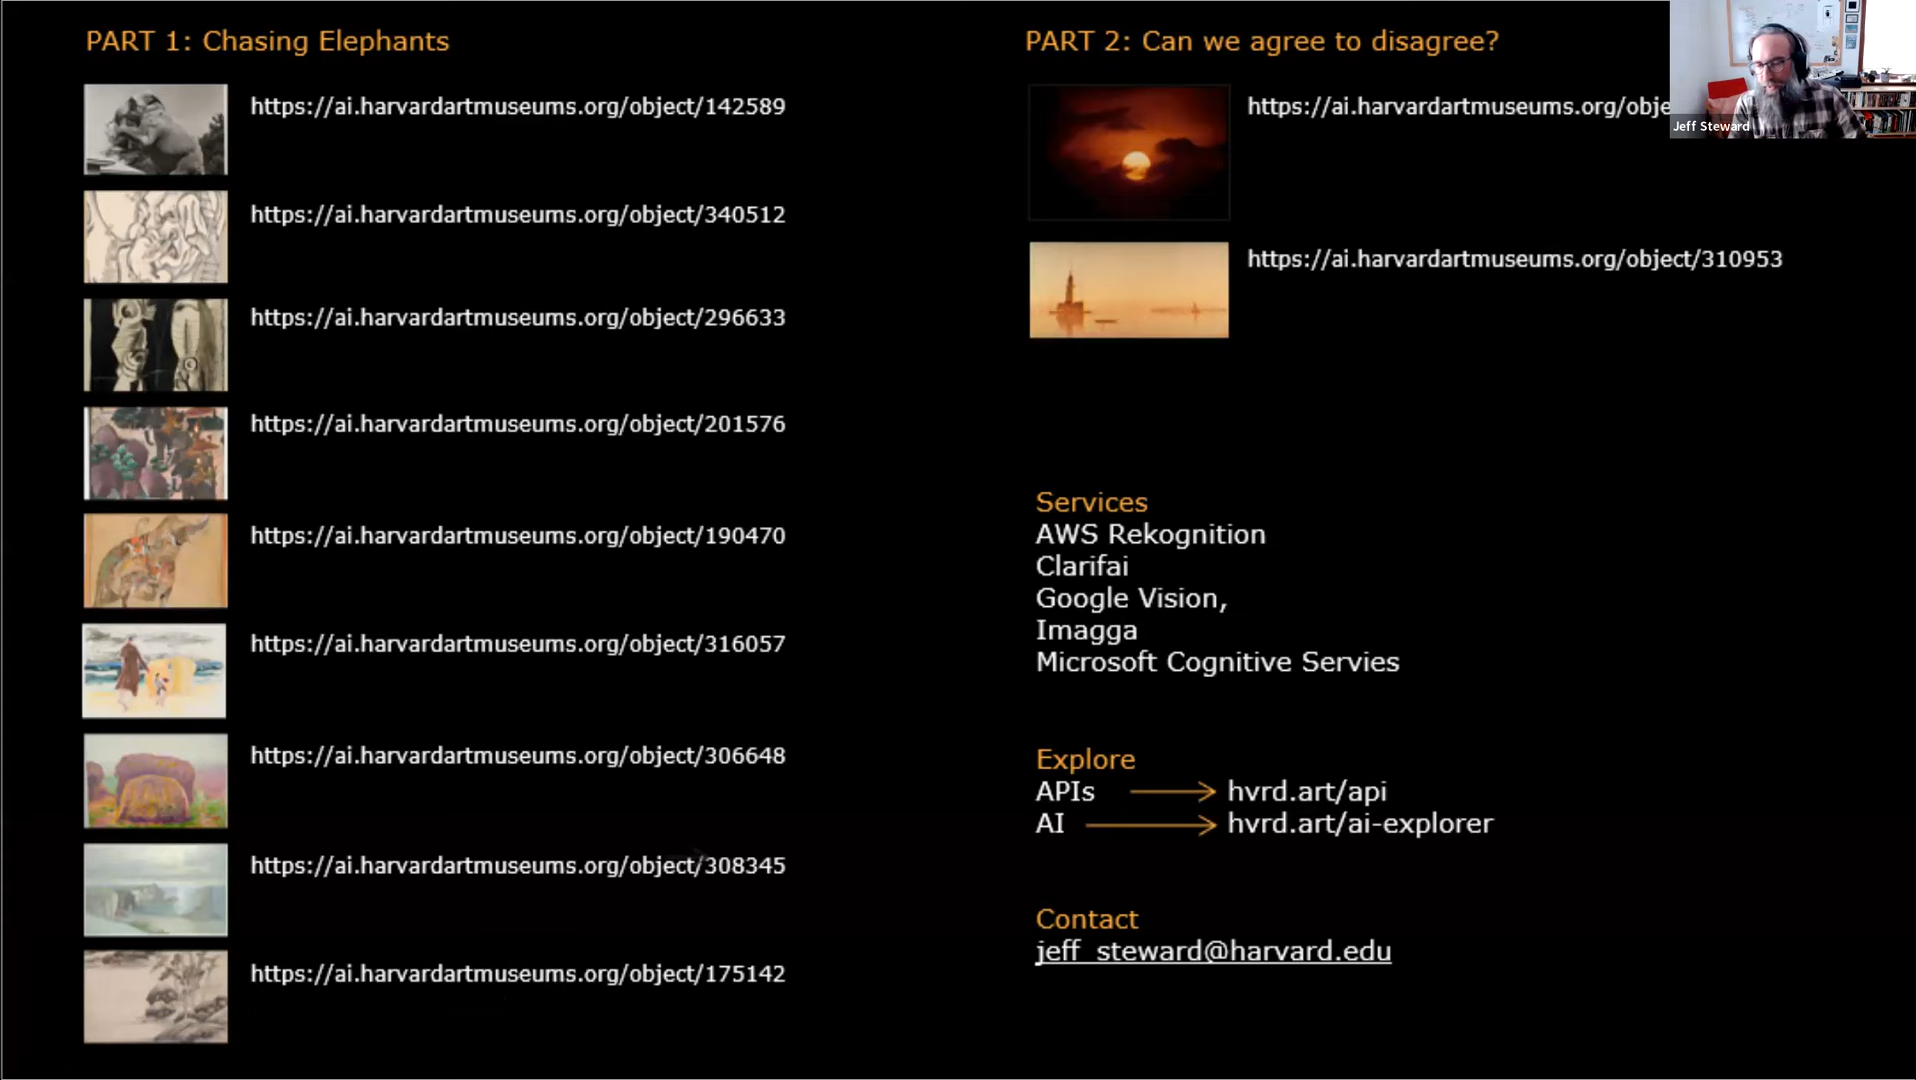 PART 1: Chasing Elephants
https://ai.harvardartmuseums.org/object/142589
https://ai.harvardartmuseums.org/object/340512
https://ai.harvardartmuseums.org/object/296633
https://ai.harvardartmuseums.org/object/201576
https://ai.harvardartmuseums.org/object/190470
https://ai.harvardartmuseums.org/object/316057
https://ai.harvardartmuseums.org/object/306648
https://ai.harvardartmuseums.org/object/308345
https://ai.harvardartmuseums.org/object/175142
PART 2: Can we agree to disagree?
https://ai.harvardartmuseums.org/obje
https://ai.harvardartmuseums.org/object/310953
Services
AWS Rekognition
Clarifai
Google Vision,
Imagga
Microsoft Cognitive Servies
Explore
APIs hvrd.art/api
AI hvrd.art/ai-explorer
Contact
jeff_steward@harvard.edu
Jeff Steward